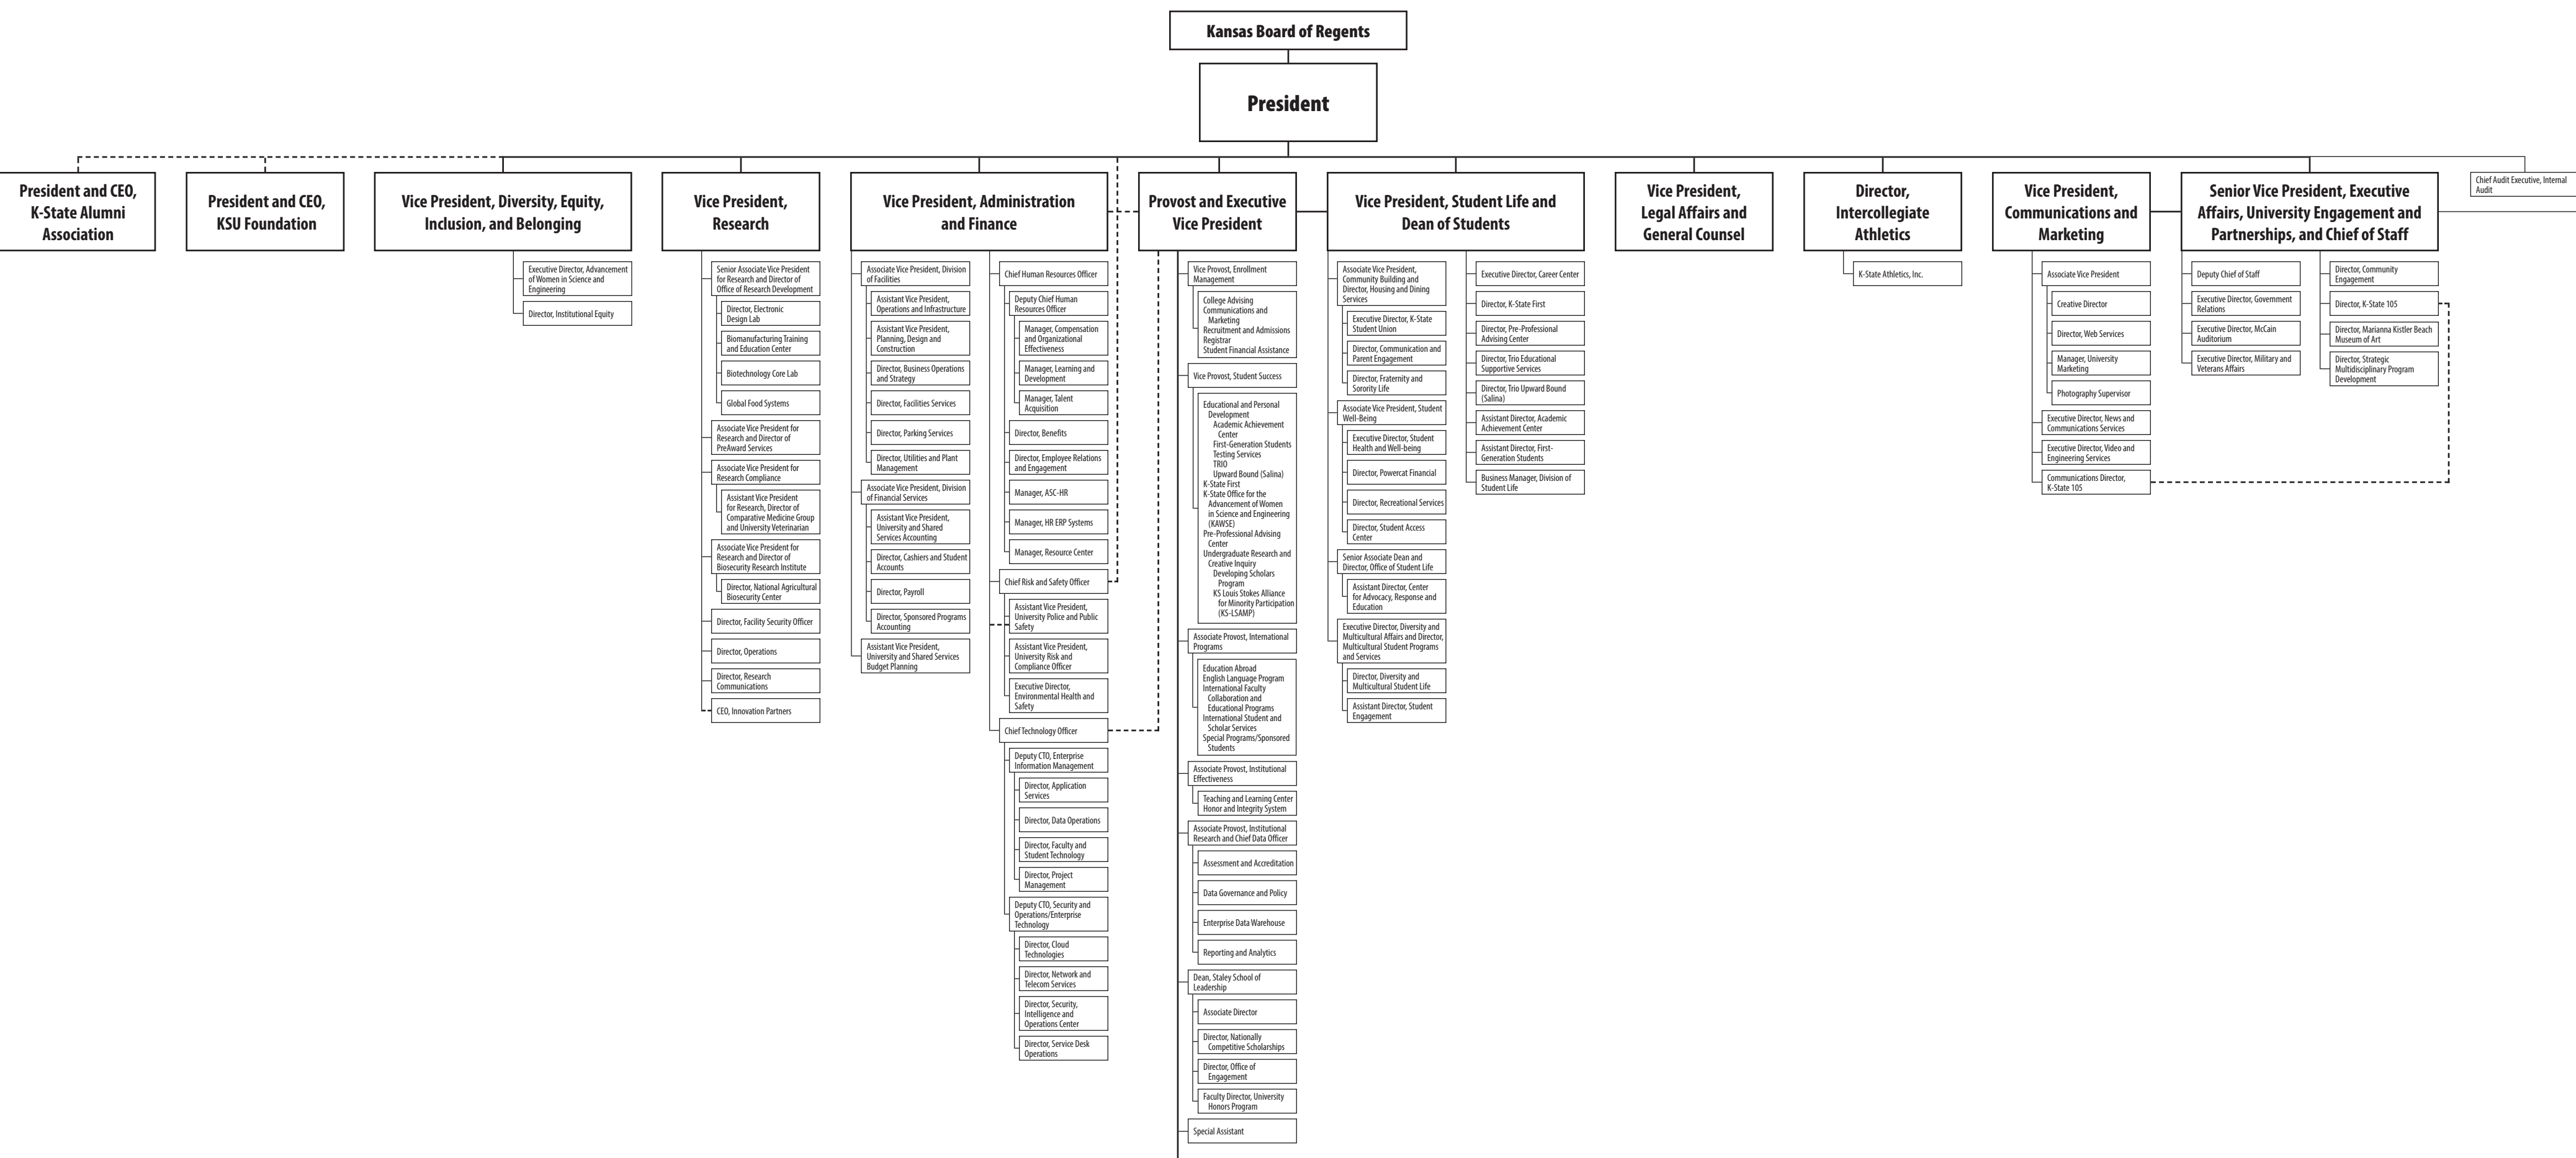 Kansas Board of Regents
President
President and CEO,
K-State Alumni
Association
President and CEO,
KSU Foundation
Vice President, Diversity, Equity,
Inclusion, and Belonging
Executive Director, Advancement
of Women in Science and
Engineering
Director, Institutional Equity
Vice President,
Research
Senior Associate Vice President
for Research and Director of
Office of Research Development
Director, Electronic
Design Lab
Biomanufacturing Training
and Education Center
Biotechnology Core Lab
Global Food Systems
Associate Vice President for
Research and Director of
PreAward Services
Associate Vice President for
Research Compliance
Assistant Vice President
for Research, Director of
Comparative Medicine Group
and University Veterinarian
Associate Vice President for
Research and Director of
Biosecurity Research Institute
Director, National Agricultural
Biosecurity Center
Director, Facility Security Officer
Director, Operations
Director, Research
Communications
CEO, Innovation Partners
Vice President, Administration
and Finance
Associate Vice President, Division
of Facilities
Assistant Vice President,
Operations and Infrastructure
Assistant Vice President,
Planning, Design and
Construction
Director, Business Operations
and Strategy
Director, Facilities Services
Director, Parking Services
Director, Utilities and Plant
Management
Associate Vice President, Division
of Financial Services
Assistant Vice President,
University and Shared
Services Accounting
Director, Cashiers and Student
Accounts
Director, Payroll
Director, Sponsored Programs
Accounting
Assistant Vice President,
University and Shared Services
Budget Planning
Chief Human Resources Officer
Deputy Chief Human
Resources Officer
Manager, Compensation
and Organizational
Effectiveness
Manager, Learning and
Development
Manager, Talent
Acquisition
Director, Benefits
Director, Employee Relations
and Engagement
Manager, ASC-HR
Manager, HR ERP Systems
Manager, Resource Center
Chief Risk and Safety Officer
Assistant Vice President,
University Police and Public
Safety
Assistant Vice President,
University Risk and
Compliance Officer
Executive Director,
Environmental Health and
Safety
Chief Technology Officer
Deputy CTO, Enterprise
Information Management
Director, Application
Services
Director, Data Operations
Director, Faculty and
Student Technology
Director, Project
Management
Deputy CTO, Security and
Operations/Enterprise
Technology
Director, Cloud
Technologies
Director, Network and
Telecom Services
Director, Security,
Intelligence and
Operations Center
Director, Service Desk
Operations
Provost and Executive
Vice President
Vice Provost, Enrollment
Management
College Advising
Communications and
Marketing
Recruitment and Admissions
Registrar
Student Financial Assistance
Vice Provost, Student Success
Educational and Personal
Development
Academic Achievement
Center
First-Generation Students
Testing Services
TRIO
Upward Bound (Salina)
K-State First
K-State Office for the
Advancement of Women
in Science and Engineering
(KAWSE)
Pre-Professional Advising
Center
Undergraduate Research and
Creative Inquiry
Developing Scholars
Program
KS Louis Stokes Alliance
for Minority Participation
(KS-LSAMP)
Associate Provost, International
Programs
Education Abroad
English Language Program
International Faculty
Collaboration and
Educational Programs
International Student and
Scholar Services
Special Programs/Sponsored
Students
Associate Provost, Institutional
Effectiveness
Teaching and Learning Center
Honor and Integrity System
Associate Provost, Institutional
Research and Chief Data Officer
Assessment and Accreditation
Data Governance and Policy
Enterprise Data Warehouse
Reporting and Analytics
Dean, Staley School of
Leadership
Associate Director
Director, Nationally
Competitive Scholarships
Director, Office of
Engagement
Faculty Director, University
Honors Program
Special Assistant
Vice President, Student Life and
Dean of Students
Associate Vice President,
Community Building and
Director, Housing and Dining
Services
Executive Director, K-State
Student Union
Director, Communication and
Parent Engagement
Director, Fraternity and
Sorority Life
Associate Vice President, Student
Well-Being
Executive Director, Student
Health and Well-being
Director, Powercat Financial
Director, Recreational Services
Director, Student Access
Center
Senior Associate Dean and
Director, Office of Student Life
Assistant Director, Center
for Advocacy, Response and
Education
Executive Director, Diversity and
Multicultural Affairs and Director,
Multicultural Student Programs
and Services
Director, Diversity and
Multicultural Student Life
Assistant Director, Student
Engagement
Executive Director, Career Center
Director, K-State First
Director, Pre-Professional
Advising Center
Director, Trio Educational
Supportive Services
Director, Trio Upward Bound
(Salina)
Assistant Director, Academic
Achievement Center
Assistant Director, First-
Generation Students
Business Manager, Division of
Student Life
Vice President,
Legal Affairs and
General Counsel
Director,
Intercollegiate
Athletics
K-State Athletics, Inc.
Vice President,
Communications and
Marketing
Associate Vice President
Creative Director
Director, Web Services
Manager, University
Marketing
Photography Supervisor
Executive Director, News and
Communications Services
Executive Director, Video and
Engineering Services
Communications Director,
K-State 105
Senior Vice President, Executive
Affairs, University Engagement and
Partnerships, and Chief of Staff
Deputy Chief of Staff
Executive Director, Government
Relations
Executive Director, McCain
Auditorium
Executive Director, Military and
Veterans Affairs
Director, Community
Engagement
Director, K-State 105
Director, Marianna Kistler Beach
Museum of Art
Director, Strategic
Multidisciplinary Program
Development
Chief Audit Executive, Internal
Audit